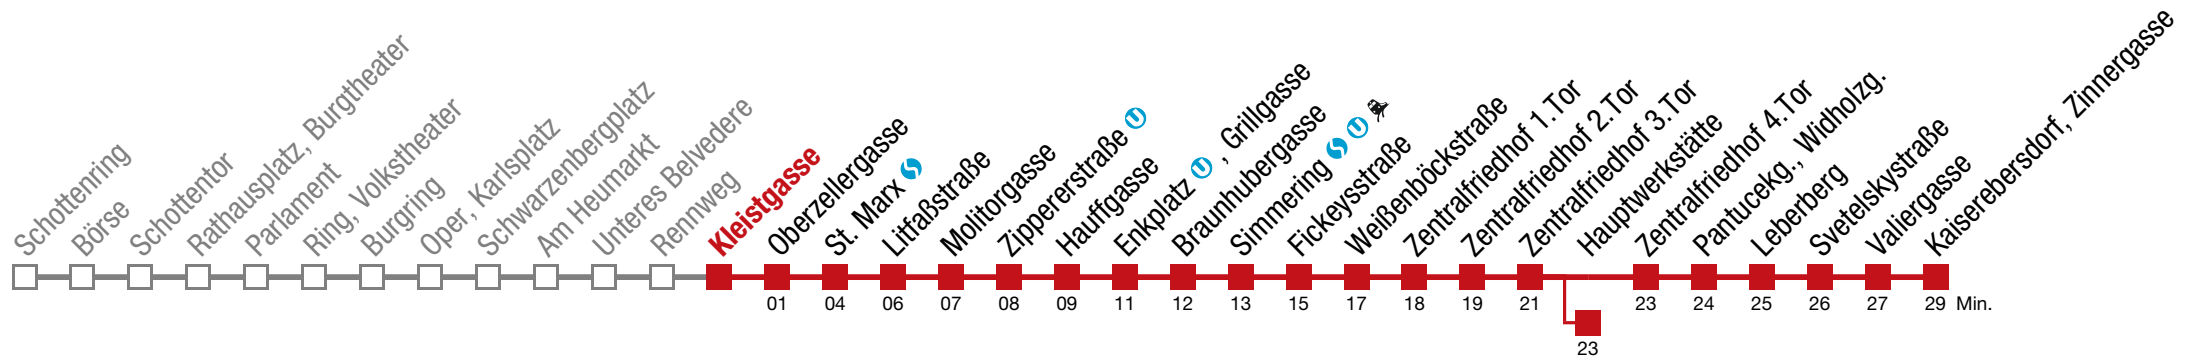 Schottenring
Börse
Schottentor
Rathausplatz, Burgtheater
Parlament
Ring, Volkstheater
Burgring
Oper, Karlsplatz
Schwarzenbergplatz
Am Heumarkt
Unteres Belvedere
Rennweg
Kleistgasse
Oberzellergasse
St. Marx S
Litfaßstraße
Molitorgasse
Zippererstraße U
Hauffgasse
Enkplatz U , Grillgasse
Braunhubergasse
Simmering S U
Fickeysstraße
Weißenböckstraße
Zentralfriedhof 1.Tor
Zentralfriedhof 2.Tor
Zentralfriedhof 3.Tor
Hauptwerkstätte
Zentralfriedhof 4.Tor
Pantucekg., Widholzg.
Leberberg
Svetelskystraße
Valiergasse
Kaiserebersdorf, Zinnergasse
01 04 06 07 08 09 11 12 13 15 17 18 19 21 23 24 25 26 27 29 Min.
23